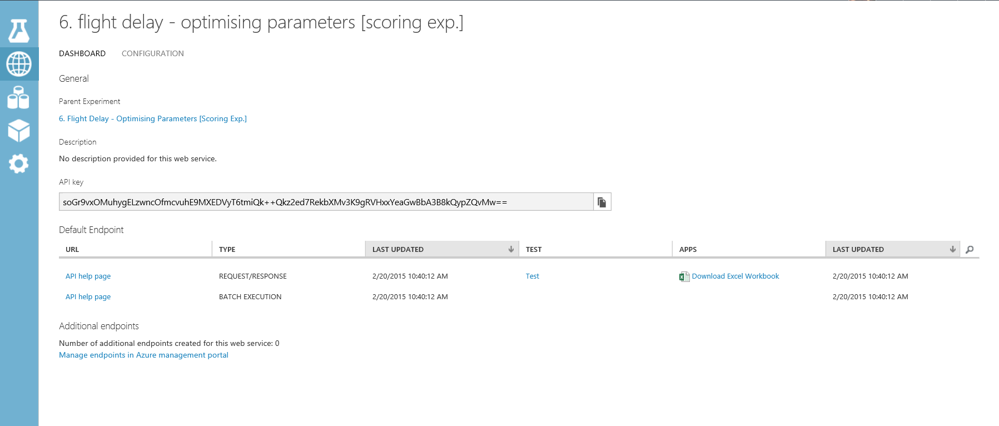 6. flight delay - optimising parameters [scoring exp.]
DASHBOARD CONFIGURATION
General
Parent Experiment
6. Flight Delay - Optimising Parameters [Scoring Exp.]
Description
No description provided for this web service.
API key
soGr9vxOMuhygELzwncOfmcvuhE9MXEDVyT6tmiQk++Qkz2ed7RekbXMv3K9gRVHxxYeaGwBbA3B8kQypZQvMw==
Default Endpoint
URL TYPE LAST UPDATED TEST APPS LAST UPDATED
API help page REQUEST/RESPONSE 2/20/2015 10:40:12 AM Test Download Excel Workbook 2/20/2015 10:40:12 AM
API help page BATCH EXECUTION 2/20/2015 10:40:12 AM 2/20/2015 10:40:12 AM
Additional endpoints
Number of additional endpoints created for this web service: 0
Manage endpoints in Azure management portal